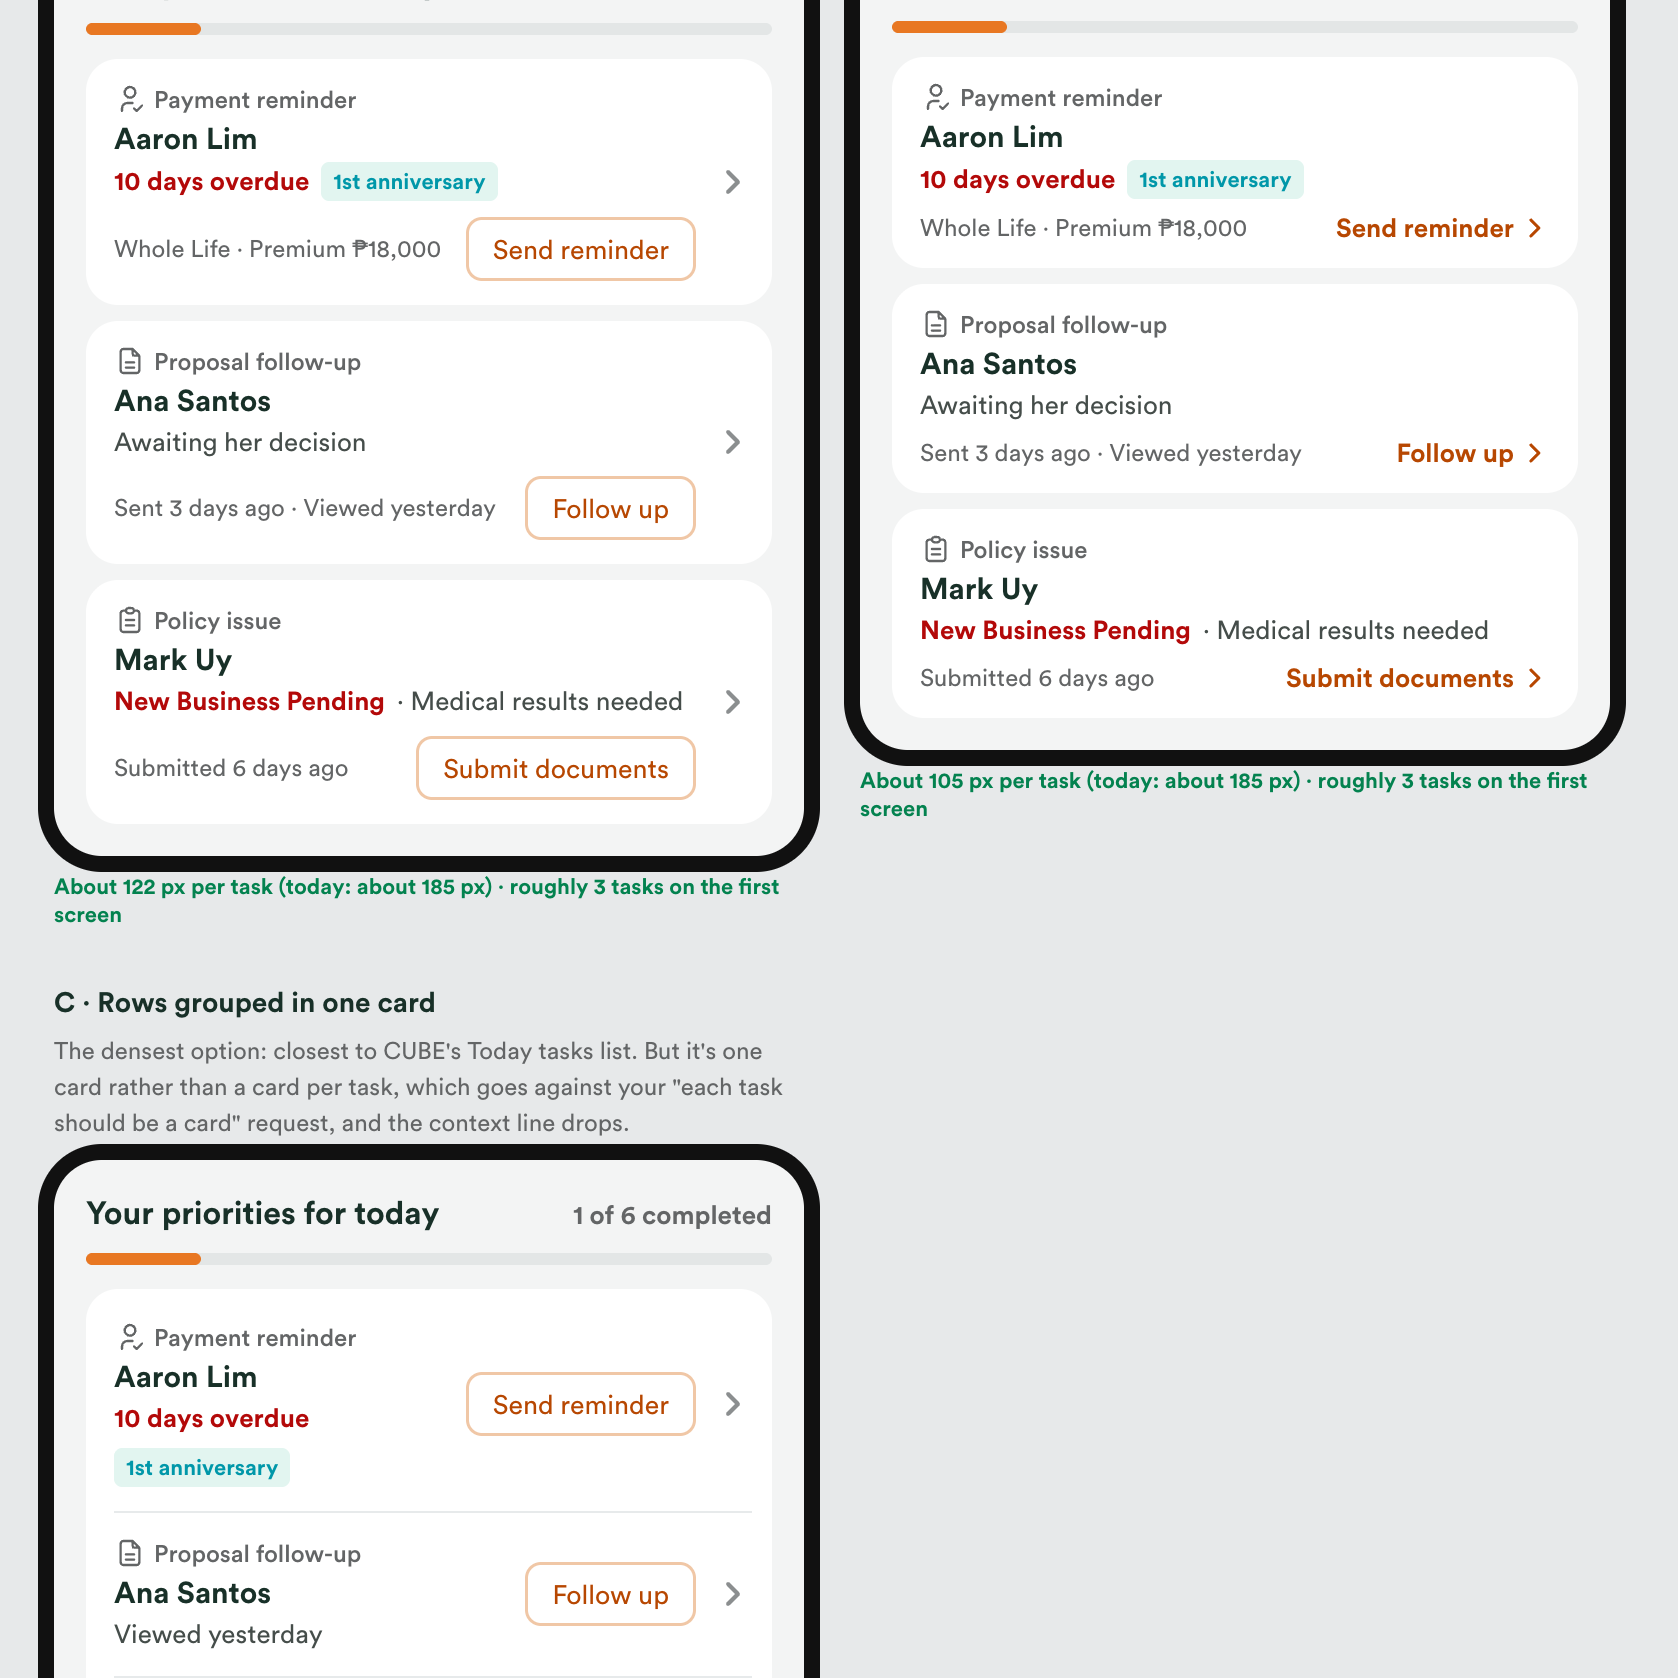 Payment reminder
Aaron Lim
10 days overdue 1st anniversary
Whole Life · Premium ₱18,000 Send reminder
Proposal follow-up
Ana Santos
Awaiting her decision
Sent 3 days ago · Viewed yesterday Follow up
Policy issue
Mark Uy
New Business Pending · Medical results needed
Submitted 6 days ago Submit documents
About 122 px per task (today: about 185 px) · roughly 3 tasks on the first
screen
Payment reminder
Aaron Lim
10 days overdue 1st anniversary
Whole Life · Premium ₱18,000 Send reminder
Proposal follow-up
Ana Santos
Awaiting her decision
Sent 3 days ago · Viewed yesterday Follow up
Policy issue
Mark Uy
New Business Pending · Medical results needed
Submitted 6 days ago Submit documents
About 105 px per task (today: about 185 px) · roughly 3 tasks on the first
screen
C · Rows grouped in one card
The densest option: closest to CUBE's Today tasks list. But it's one
card rather than a card per task, which goes against your "each task
should be a card" request, and the context line drops.
Your priorities for today 1 of 6 completed
Payment reminder
Aaron Lim
10 days overdue
1st anniversary
Send reminder
Proposal follow-up
Ana Santos
Viewed yesterday
Follow up